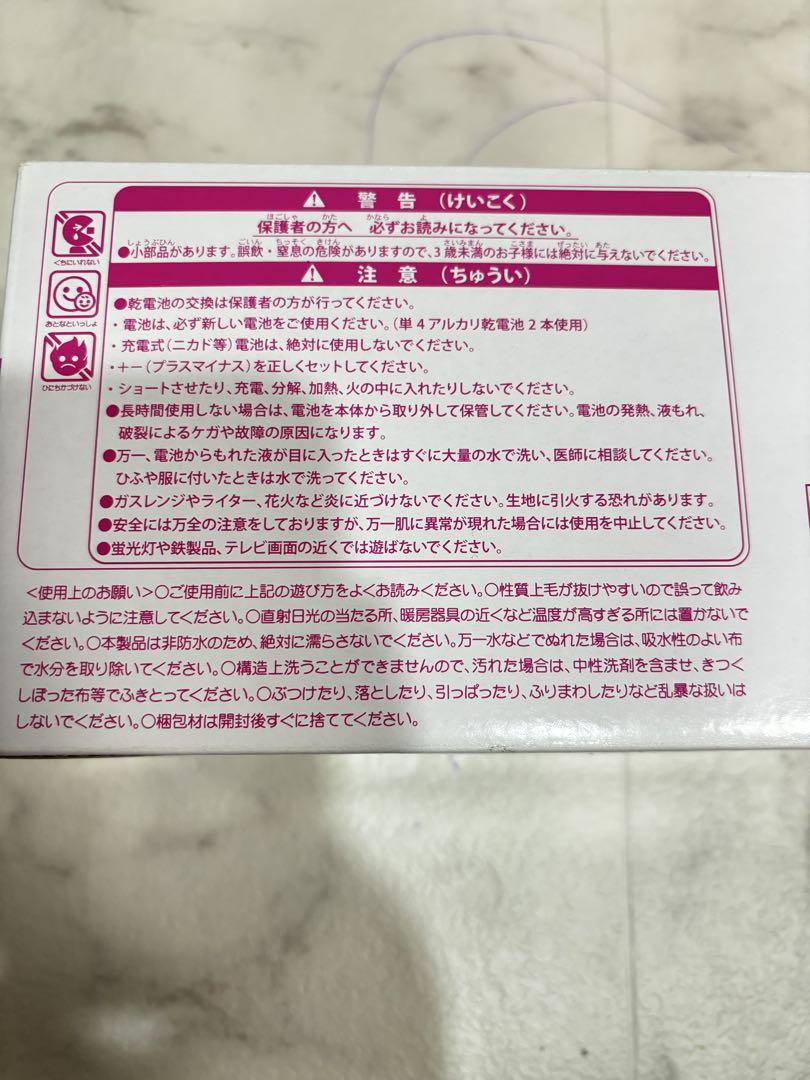 ⚠ 警告（けいこく）
保護者の方へ 必ずお読みになってください。
●小部品があります。誤飲・窒息の危険がありますので、3歳未満のお子様には絶対に与えないでください。
⚠ 注意（ちゅうい）
●乾電池の交換は保護者の方が行ってください。
・電池は、必ず新しい電池をご使用ください。（単4アルカリ乾電池2本使用）
・充電式（ニカド等）電池は、絶対に使用しないでください。
・+−（プラスマイナス）を正しくセットしてください。
・ショートさせたり、充電、分解、加熱、火の中に入れたりしないでください。
●長時間使用しない場合は、電池を本体から取り外して保管してください。電池の発熱、液もれ、
破裂によるケガや故障の原因になります。
●万一、電池からもれた液が目に入ったときはすぐに大量の水で洗い、医師に相談してください。
ひふや服に付いたときは水で洗ってください。
●ガスレンジやライター、花火など炎に近づけないでください。生地に引火する恐れがあります。
●安全には万全の注意をしておりますが、万一肌に異常が現れた場合には使用を中止してください。
●蛍光灯や鉄製品、テレビ画面の近くでは遊ばないでください。
くちにいれない
おとなといっしょ
ひにちかづけない
＜使用上のお願い＞○ご使用前に上記の遊び方をよくお読みください。○性質上毛が抜けやすいので誤って飲み
込まないように注意してください。○直射日光の当たる所、暖房器具の近くなど温度が高すぎる所には置かないで
ください。○本製品は非防水のため、絶対に濡らさないでください。万一水などでぬれた場合は、吸水性のよい布
で水分を取り除いてください。○構造上洗うことができませんので、汚れた場合は、中性洗剤を含ませ、きつく
しぼった布等でふきとってください。○ぶつけたり、落としたり、引っぱったり、ふりまわしたりなど乱暴な扱いは
しないでください。○梱包材は開封後すぐに捨ててください。